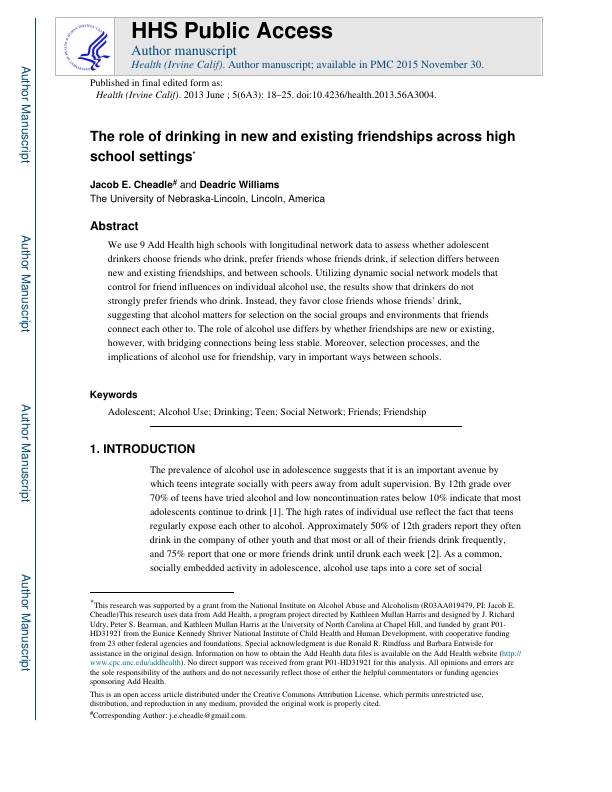 HHS Public Access
Author manuscript
Health (Irvine Calif). Author manuscript; available in PMC 2015 November 30.
Published in final edited form as:
Health (Irvine Calif). 2013 June ; 5(6A3): 18–25. doi:10.4236/health.2013.56A3004.
The role of drinking in new and existing friendships across high
school settings*
Jacob E. Cheadle# and Deadric Williams
The University of Nebraska-Lincoln, Lincoln, America
Abstract
We use 9 Add Health high schools with longitudinal network data to assess whether adolescent
drinkers choose friends who drink, prefer friends whose friends drink, if selection differs between
new and existing friendships, and between schools. Utilizing dynamic social network models that
control for friend influences on individual alcohol use, the results show that drinkers do not
strongly prefer friends who drink. Instead, they favor close friends whose friends’ drink,
suggesting that alcohol matters for selection on the social groups and environments that friends
connect each other to. The role of alcohol use differs by whether friendships are new or existing,
however, with bridging connections being less stable. Moreover, selection processes, and the
implications of alcohol use for friendship, vary in important ways between schools.
Keywords
Adolescent; Alcohol Use; Drinking; Teen; Social Network; Friends; Friendship
1. INTRODUCTION
The prevalence of alcohol use in adolescence suggests that it is an important avenue by
which teens integrate socially with peers away from adult supervision. By 12th grade over
70% of teens have tried alcohol and low noncontinuation rates below 10% indicate that most
adolescents continue to drink [1]. The high rates of individual use reflect the fact that teens
regularly expose each other to alcohol. Approximately 50% of 12th graders report they often
drink in the company of other youth and that most or all of their friends drink frequently,
and 75% report that one or more friends drink until drunk each week [2]. As a common,
socially embedded activity in adolescence, alcohol use taps into a core set of social
*This research was supported by a grant from the National Institute on Alcohol Abuse and Alcoholism (R03AA019479, PI: Jacob E.
Cheadle)This research uses data from Add Health, a program project directed by Kathleen Mullan Harris and designed by J. Richard
Udry, Peter S. Bearman, and Kathleen Mullan Harris at the University of North Carolina at Chapel Hill, and funded by grant P01-
HD31921 from the Eunice Kennedy Shriver National Institute of Child Health and Human Development, with cooperative funding
from 23 other federal agencies and foundations. Special acknowledgment is due Ronald R. Rindfuss and Barbara Entwisle for
assistance in the original design. Information on how to obtain the Add Health data files is available on the Add Health website (http://
www.cpc.unc.edu/addhealth). No direct support was received from grant P01-HD31921 for this analysis. All opinions and errors are
the sole responsibility of the authors and do not necessarily reflect those of either the helpful commentators or funding agencies
sponsoring Add Health.
This is an open access article distributed under the Creative Commons Attribution License, which permits unrestricted use,
distribution, and reproduction in any medium, provided the original work is properly cited.
#Corresponding Author: j.e.cheadle@gmail.com.
Author Manuscript
Author Manuscript
Author Manuscript
Author Manuscript